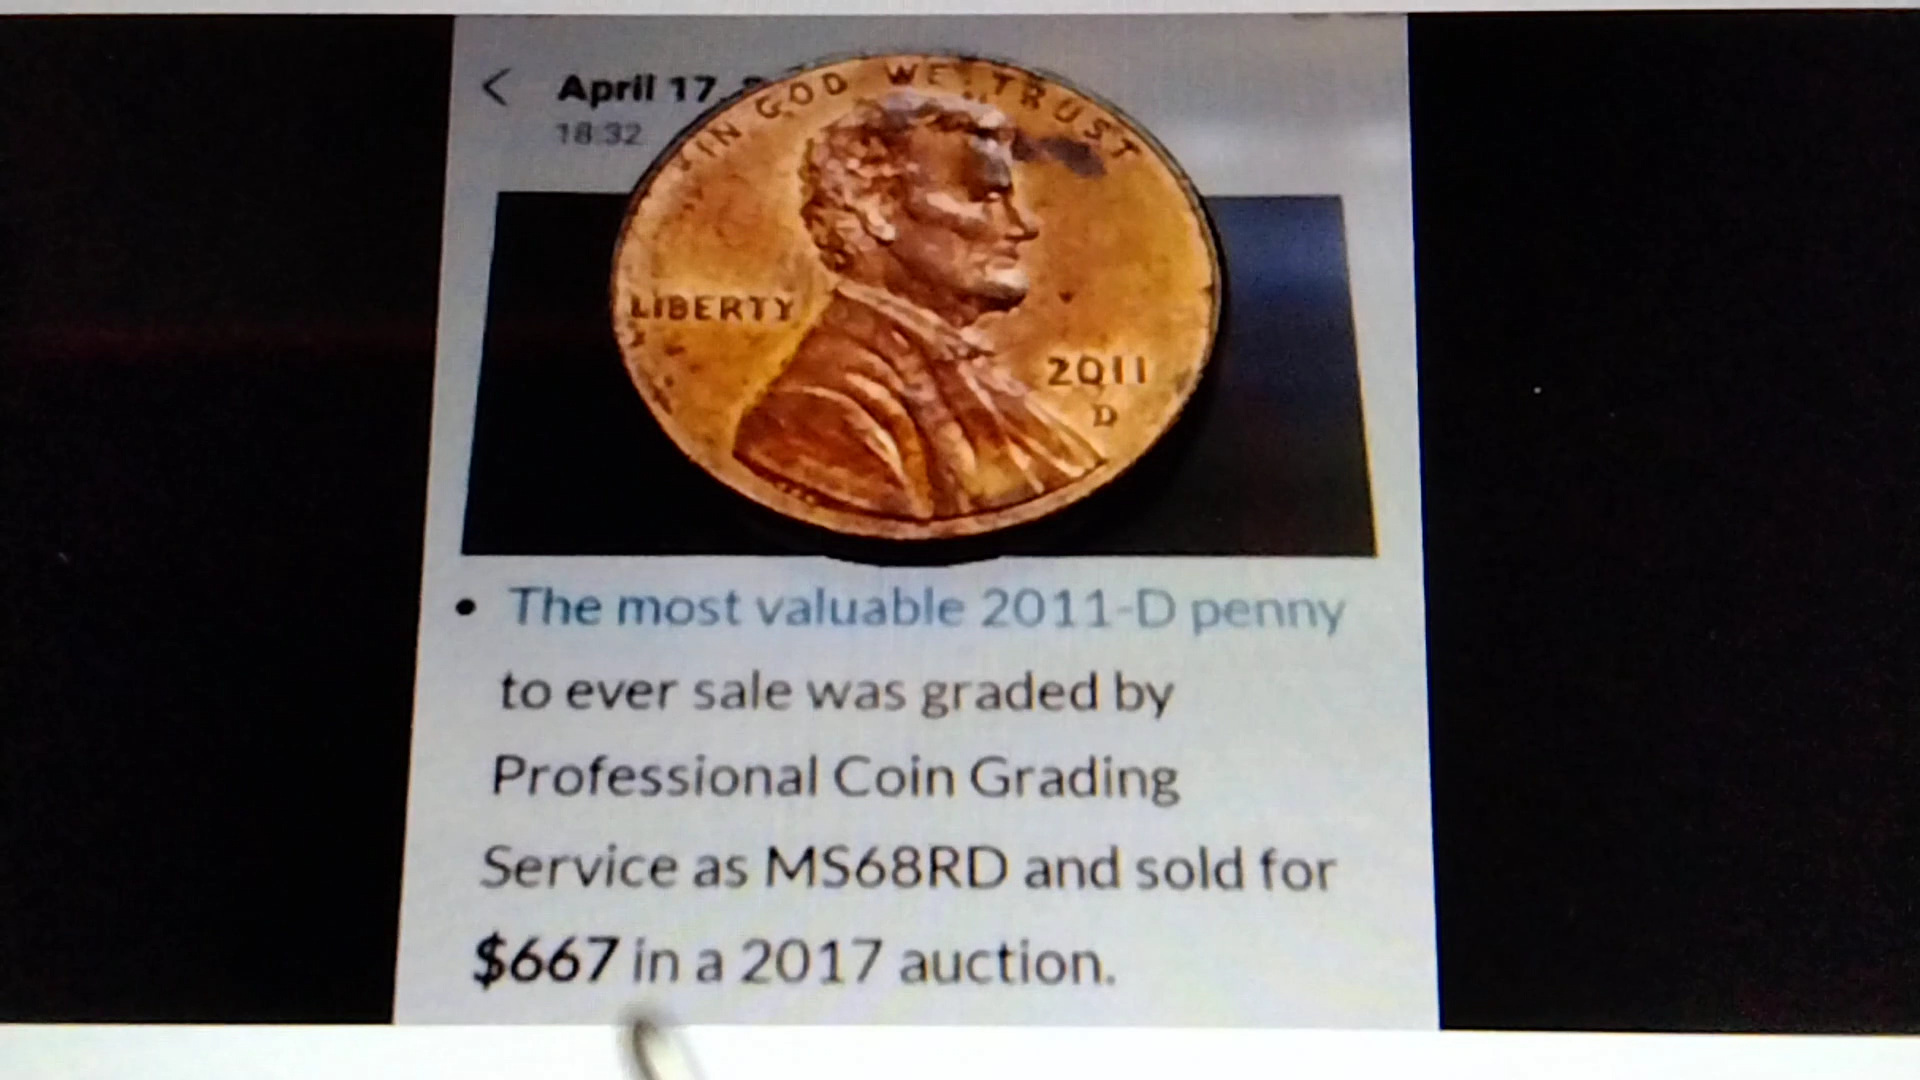 April 17,
18:32
IN GOD WE TRUST
LIBERTY
2011
D
• The most valuable 2011-D penny
to ever sale was graded by
Professional Coin Grading
Service as MS68RD and sold for
$667 in a 2017 auction.